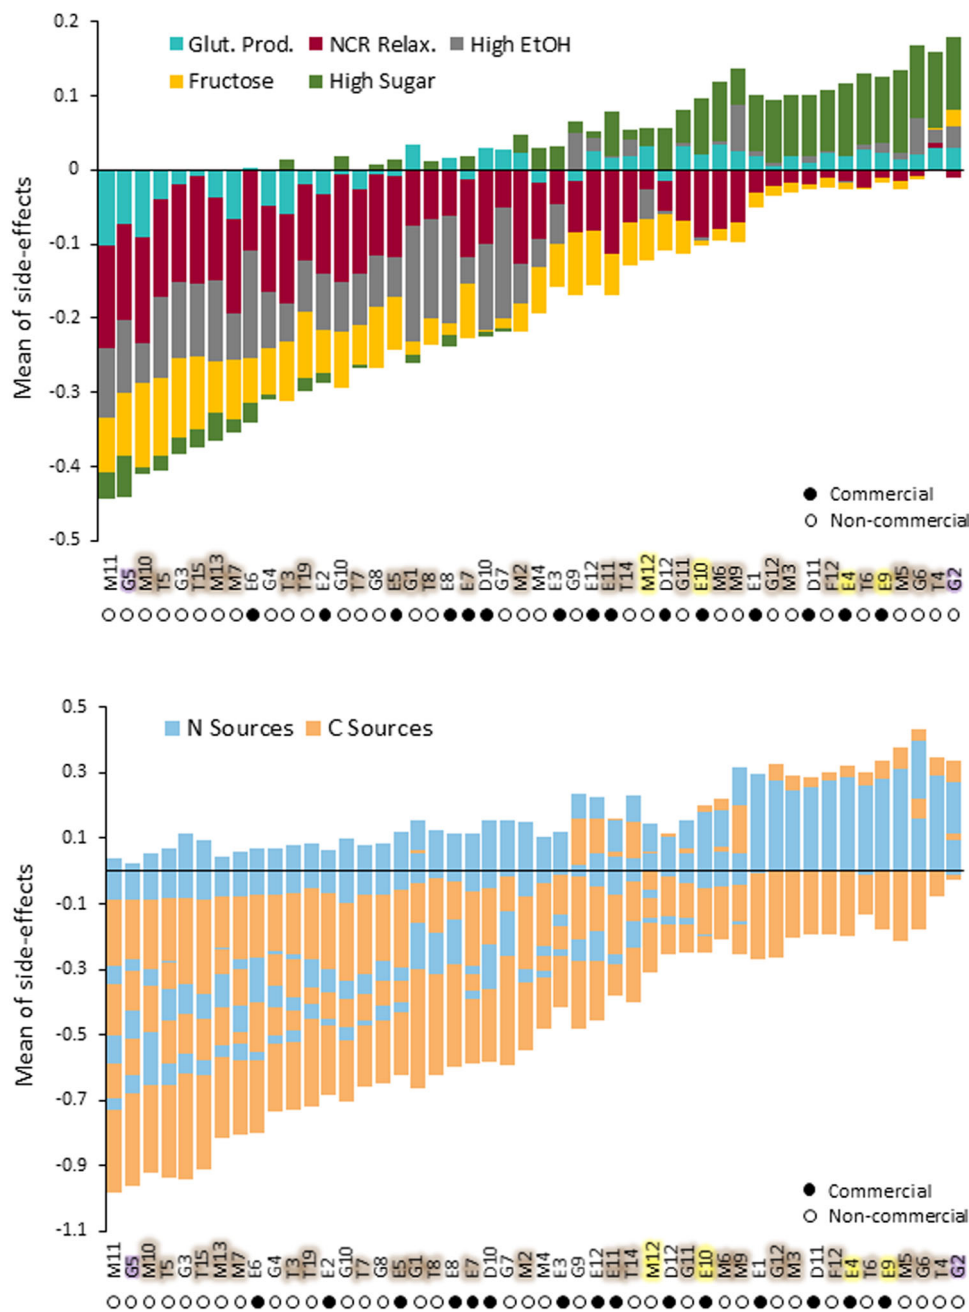 0.2
Glut. Prod. NCR Relax. High EtOH
Fructose High Sugar
0.1
0
-0.1
-0.2
-0.3
-0.4
-0.5
Mean of side-effects
Commercial
Non-commercial
M11 G5 M10 T5 G3 T15 M13 M7 E6 G4 T3 T19 E2 G10 T7 G8 E5 G1 T8 E8 E7 D10 G7 M2 M4 E3 G9 E12 E11 T14 M12 D12 G11 E10 M6 M9 E1 G12 M3 D11 F12 E4 T6 E9 M5 G6 T4 G2
0.5
N Sources C Sources
0.3
0.1
-0.1
-0.3
-0.5
-0.7
-0.9
-1.1
Mean of side-effects
Commercial
Non-commercial
M11 G5 M10 T5 G3 T15 M13 M7 E6 G4 T3 T19 E2 G10 T7 G8 E5 G1 T8 E8 E7 D10 G7 M2 M4 E3 G9 E12 E11 T14 M12 D12 G11 E10 M6 M9 E1 G12 M3 D11 F12 E4 T6 E9 M5 G6 T4 G2